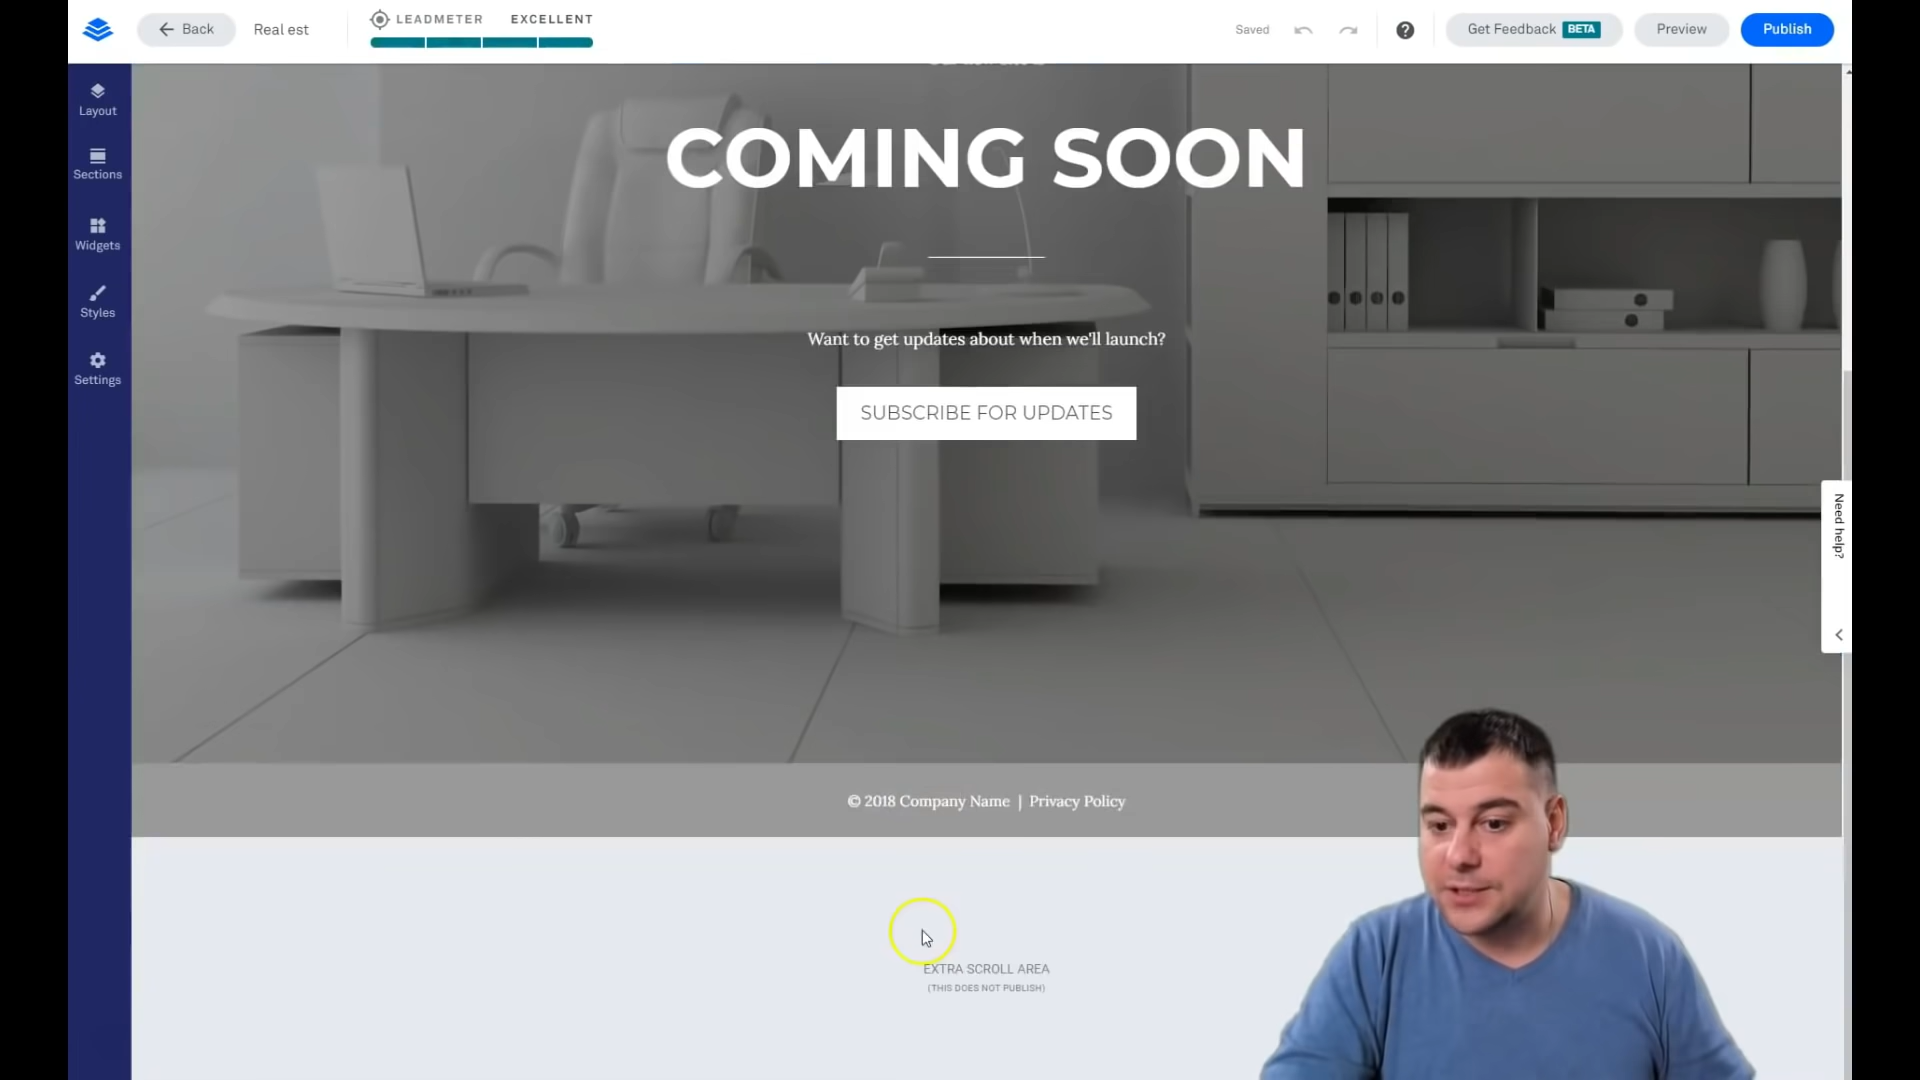 Back
Real est
LEADMETER EXCELLENT
Saved
Get Feedback BETA
Preview
Publish
Layout
Sections
Widgets
Styles
Settings
COMING SOON
Want to get updates about when we'll launch?
SUBSCRIBE FOR UPDATES
Need help?
© 2018 Company Name | Privacy Policy
EXTRA SCROLL AREA
(THIS DOES NOT PUBLISH)